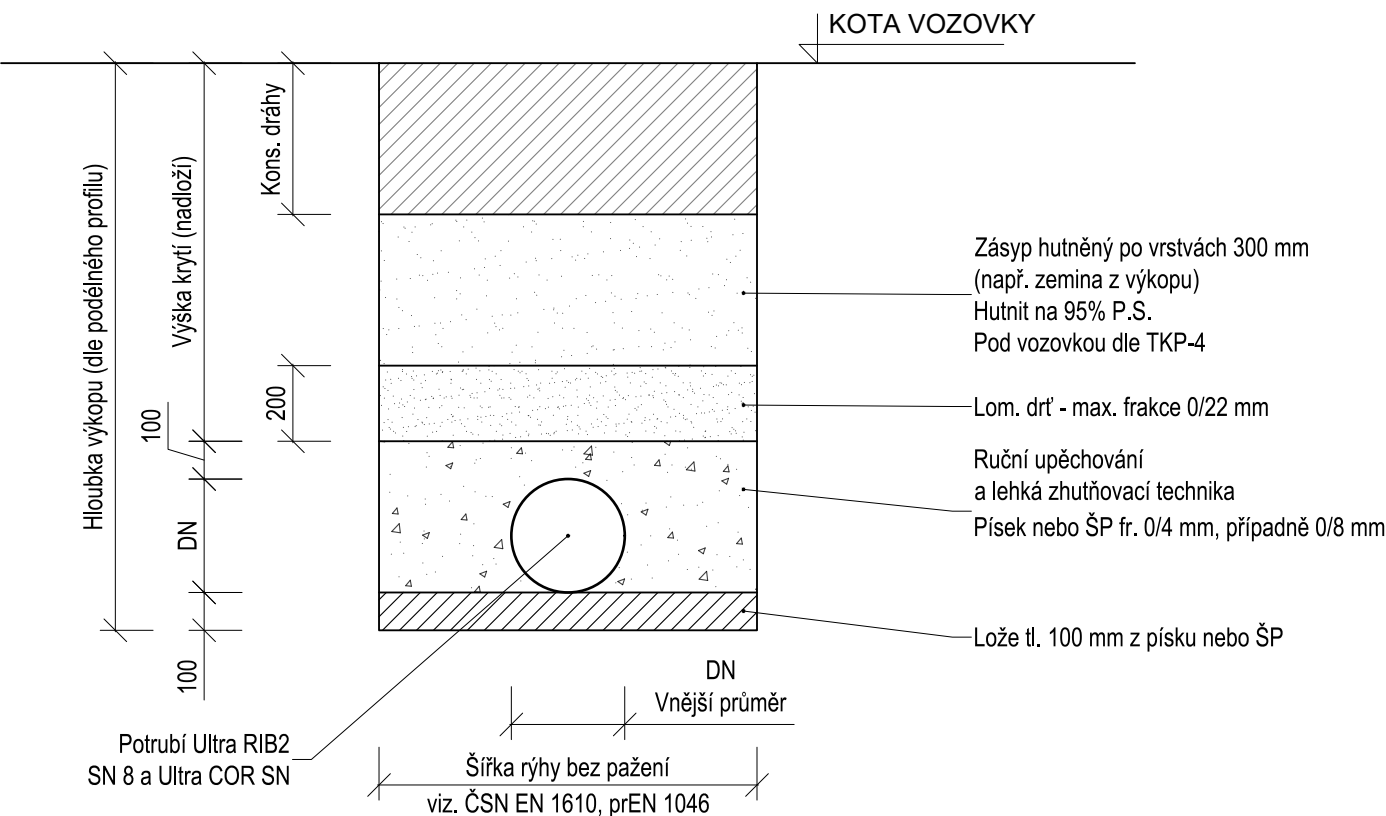 KOTA VOZOVKY
Hloubka výkopu (dle podélného profilu)
Výška krytí (nadloží)
Kons. dráhy
100
200
DN
100
Zásyp hutněný po vrstvách 300 mm
(např. zemina z výkopu)
Hutnit na 95% P.S.
Pod vozovkou dle TKP-4
Lom. drť - max. frakce 0/22 mm
Ruční upěchování
a lehká zhutňovací technika
Písek nebo ŠP fr. 0/4 mm, případně 0/8 mm
Lože tl. 100 mm z písku nebo ŠP
DN
Vnější průměr
Potrubí Ultra RIB2
SN 8 a Ultra COR SN
Šířka rýhy bez pažení
viz. ČSN EN 1610, prEN 1046